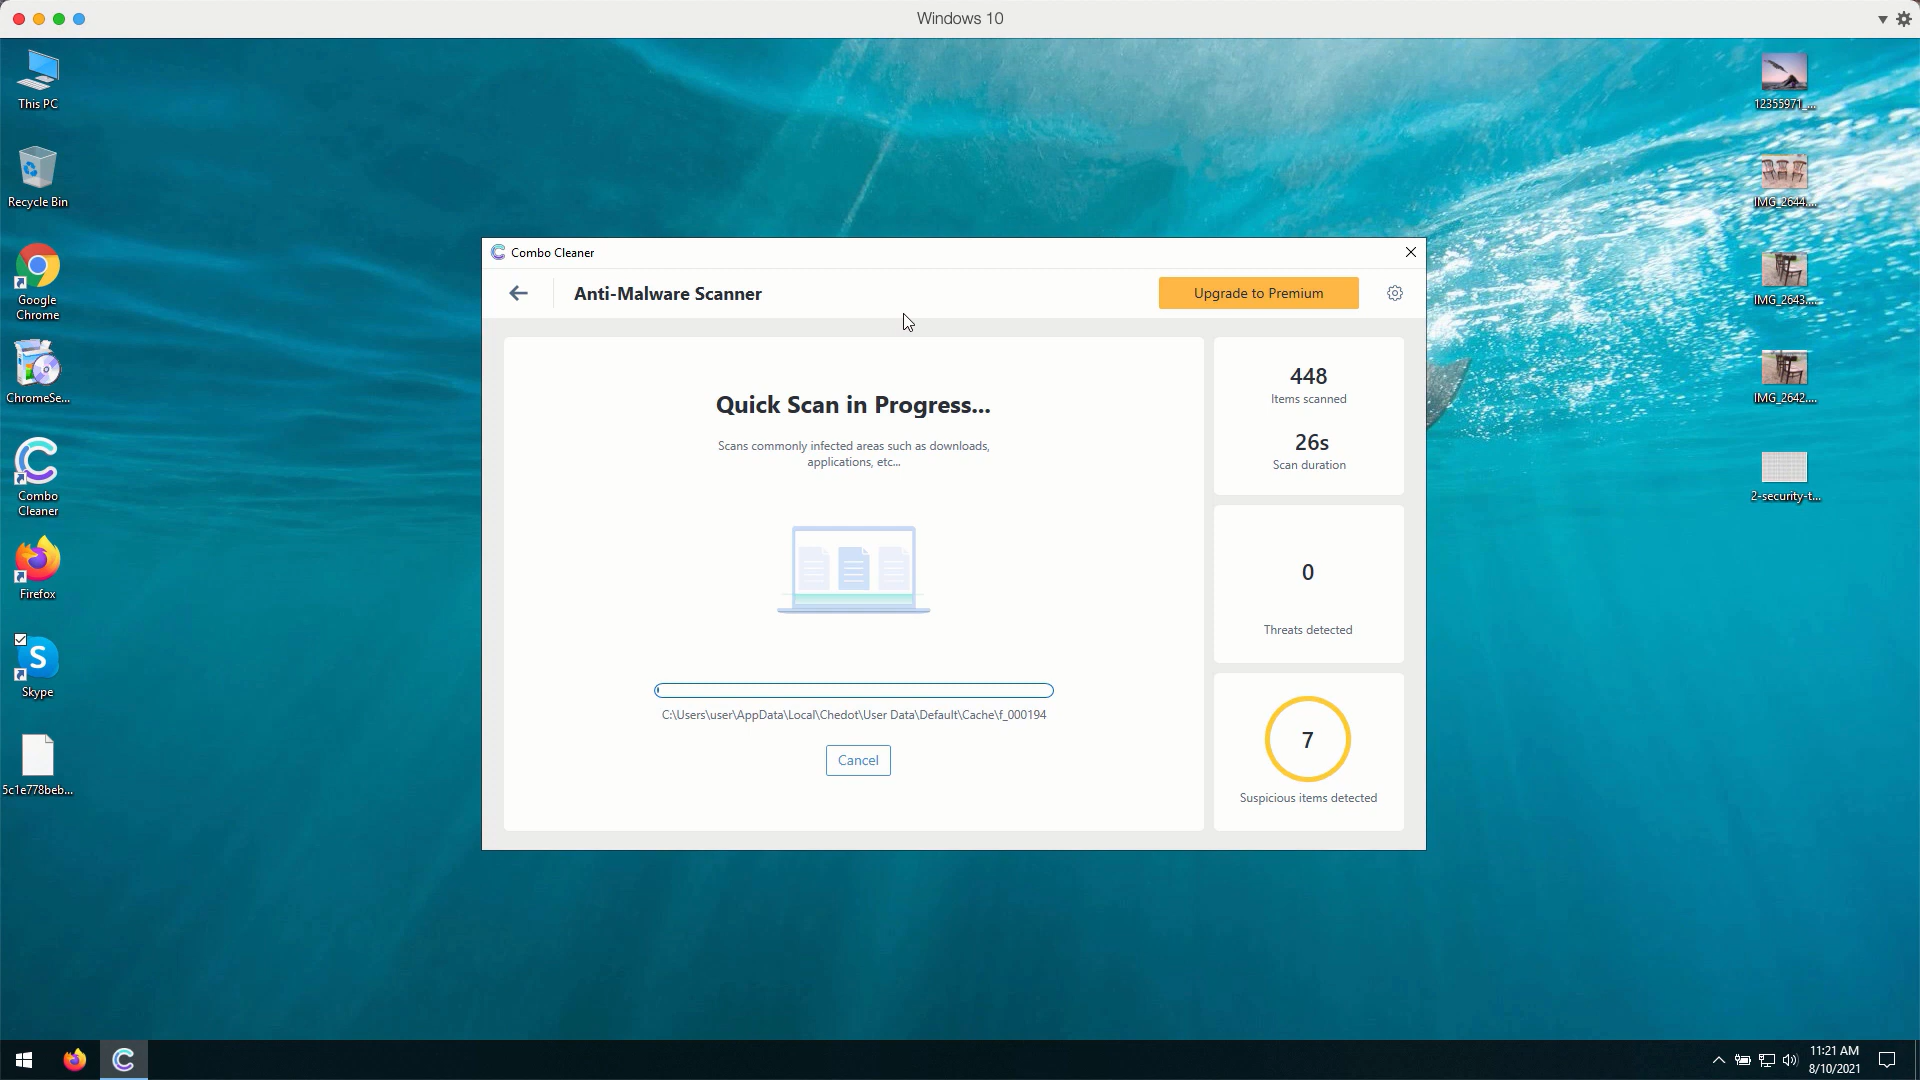 Windows 10
This PC
Recycle Bin
Google
Chrome
ChromeSe...
Combo
Cleaner
Firefox
S
Skype
5c1e778beb...
12355971_...
IMG_2644....
IMG_2643....
IMG_2642....
2-security-t...
Combo Cleaner
Anti-Malware Scanner
Upgrade to Premium
Quick Scan in Progress...
Scans commonly infected areas such as downloads,
applications, etc...
C:\Users\user\AppData\Local\Chedot\User Data\Default\Cache\f_000194
Cancel
448
Items scanned
26s
Scan duration
0
Threats detected
7
Suspicious items detected
11:21 AM
8/10/2021